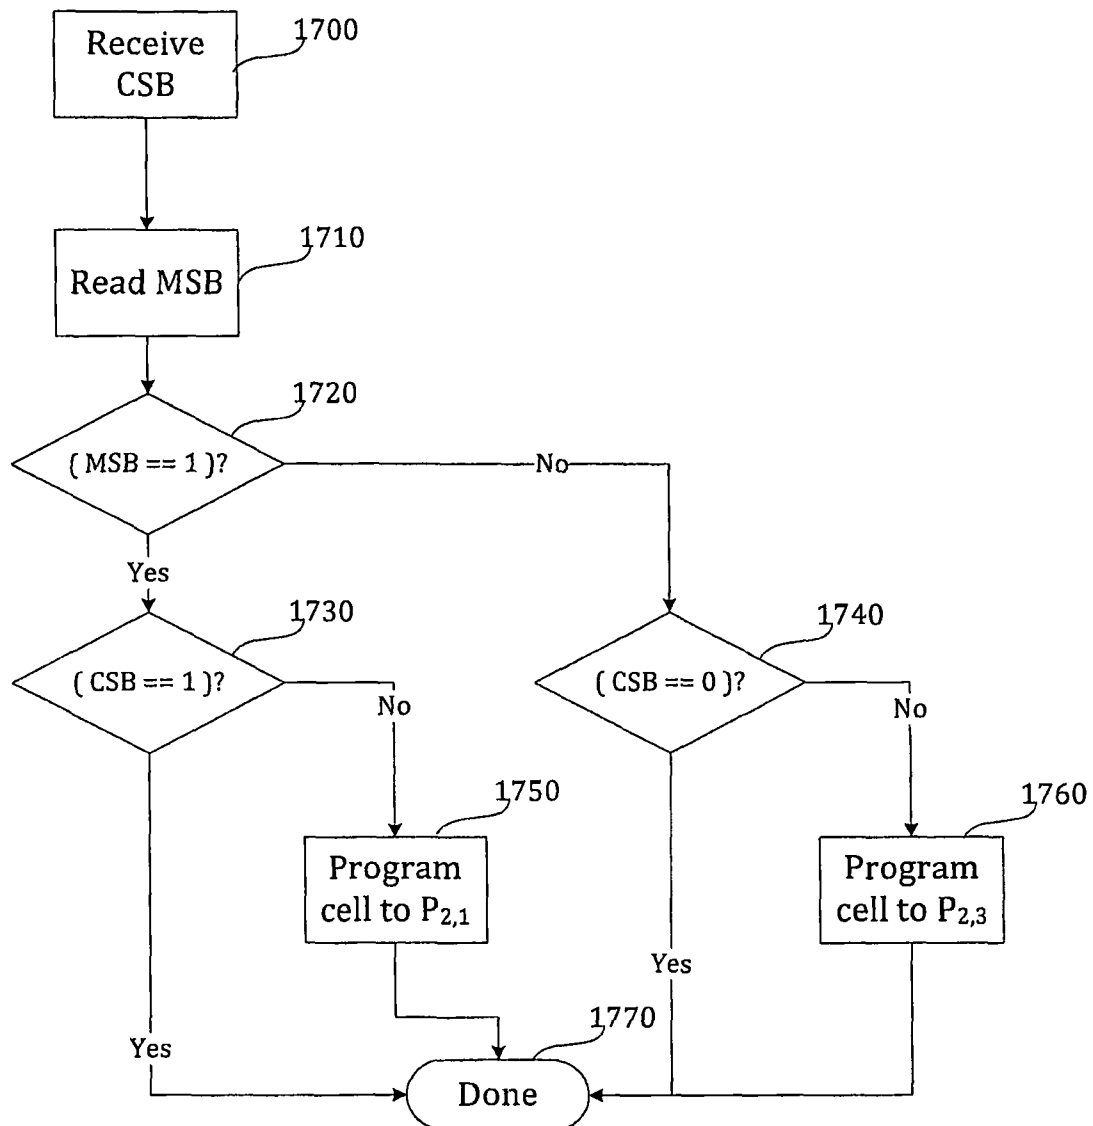 Receive
CSB
1700
Read MSB
1710
( MSB == 1 )?
1720
No
Yes
( CSB == 1 )?
1730
No
( CSB == 0 )?
1740
No
Program
cell to P2,1
1750
Program
cell to P2,3
1760
Yes
Yes
Done
1770